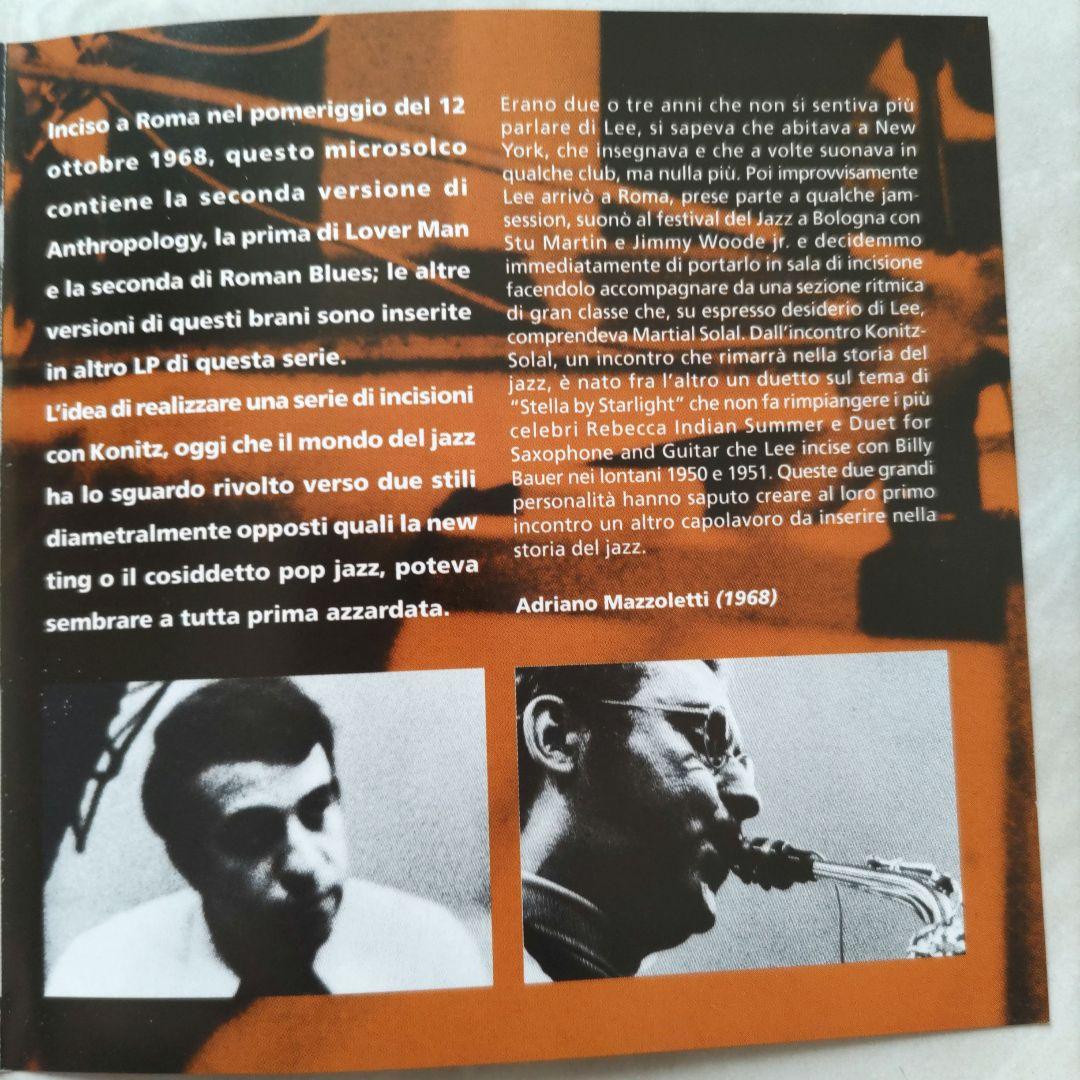 Inciso a Roma nel pomeriggio del 12
ottobre 1968, questo microsolco
contiene la seconda versione di
Anthropology, la prima di Lover Man
e la seconda di Roman Blues; le altre
versioni di questi brani sono inserite
in altro LP di questa serie.
L'idea di realizzare una serie di incisioni
con Konitz, oggi che il mondo del jazz
ha lo sguardo rivolto verso due stili
diametralmente opposti quali la new
ting o il cosiddetto pop jazz, poteva
sembrare a tutta prima azzardata.
Erano due o tre anni che non si sentiva più
parlare di Lee, si sapeva che abitava a New
York, che insegnava e che a volte suonava in
qualche club, ma nulla più. Poi improvvisamente
Lee arrivò a Roma, prese parte a qualche jam-
session, suonò al festival del Jazz a Bologna con
Stu Martin e Jimmy Woode jr. e decidemmo
immediatamente di portarlo in sala di incisione
facendolo accompagnare da una sezione ritmica
di gran classe che, su espresso desiderio di Lee,
comprendeva Martial Solal. Dall'incontro Konitz-
Solal, un incontro che rimarrà nella storia del
jazz, è nato fra l'altro un duetto sul tema di
"Stella by Starlight" che non fa rimpiangere i più
celebri Rebecca Indian Summer e Duet for
Saxophone and Guitar che Lee incise con Billy
Bauer nei lontani 1950 e 1951. Queste due grandi
personalità hanno saputo creare al loro primo
incontro un altro capolavoro da inserire nella
storia del jazz.
Adriano Mazzoletti (1968)